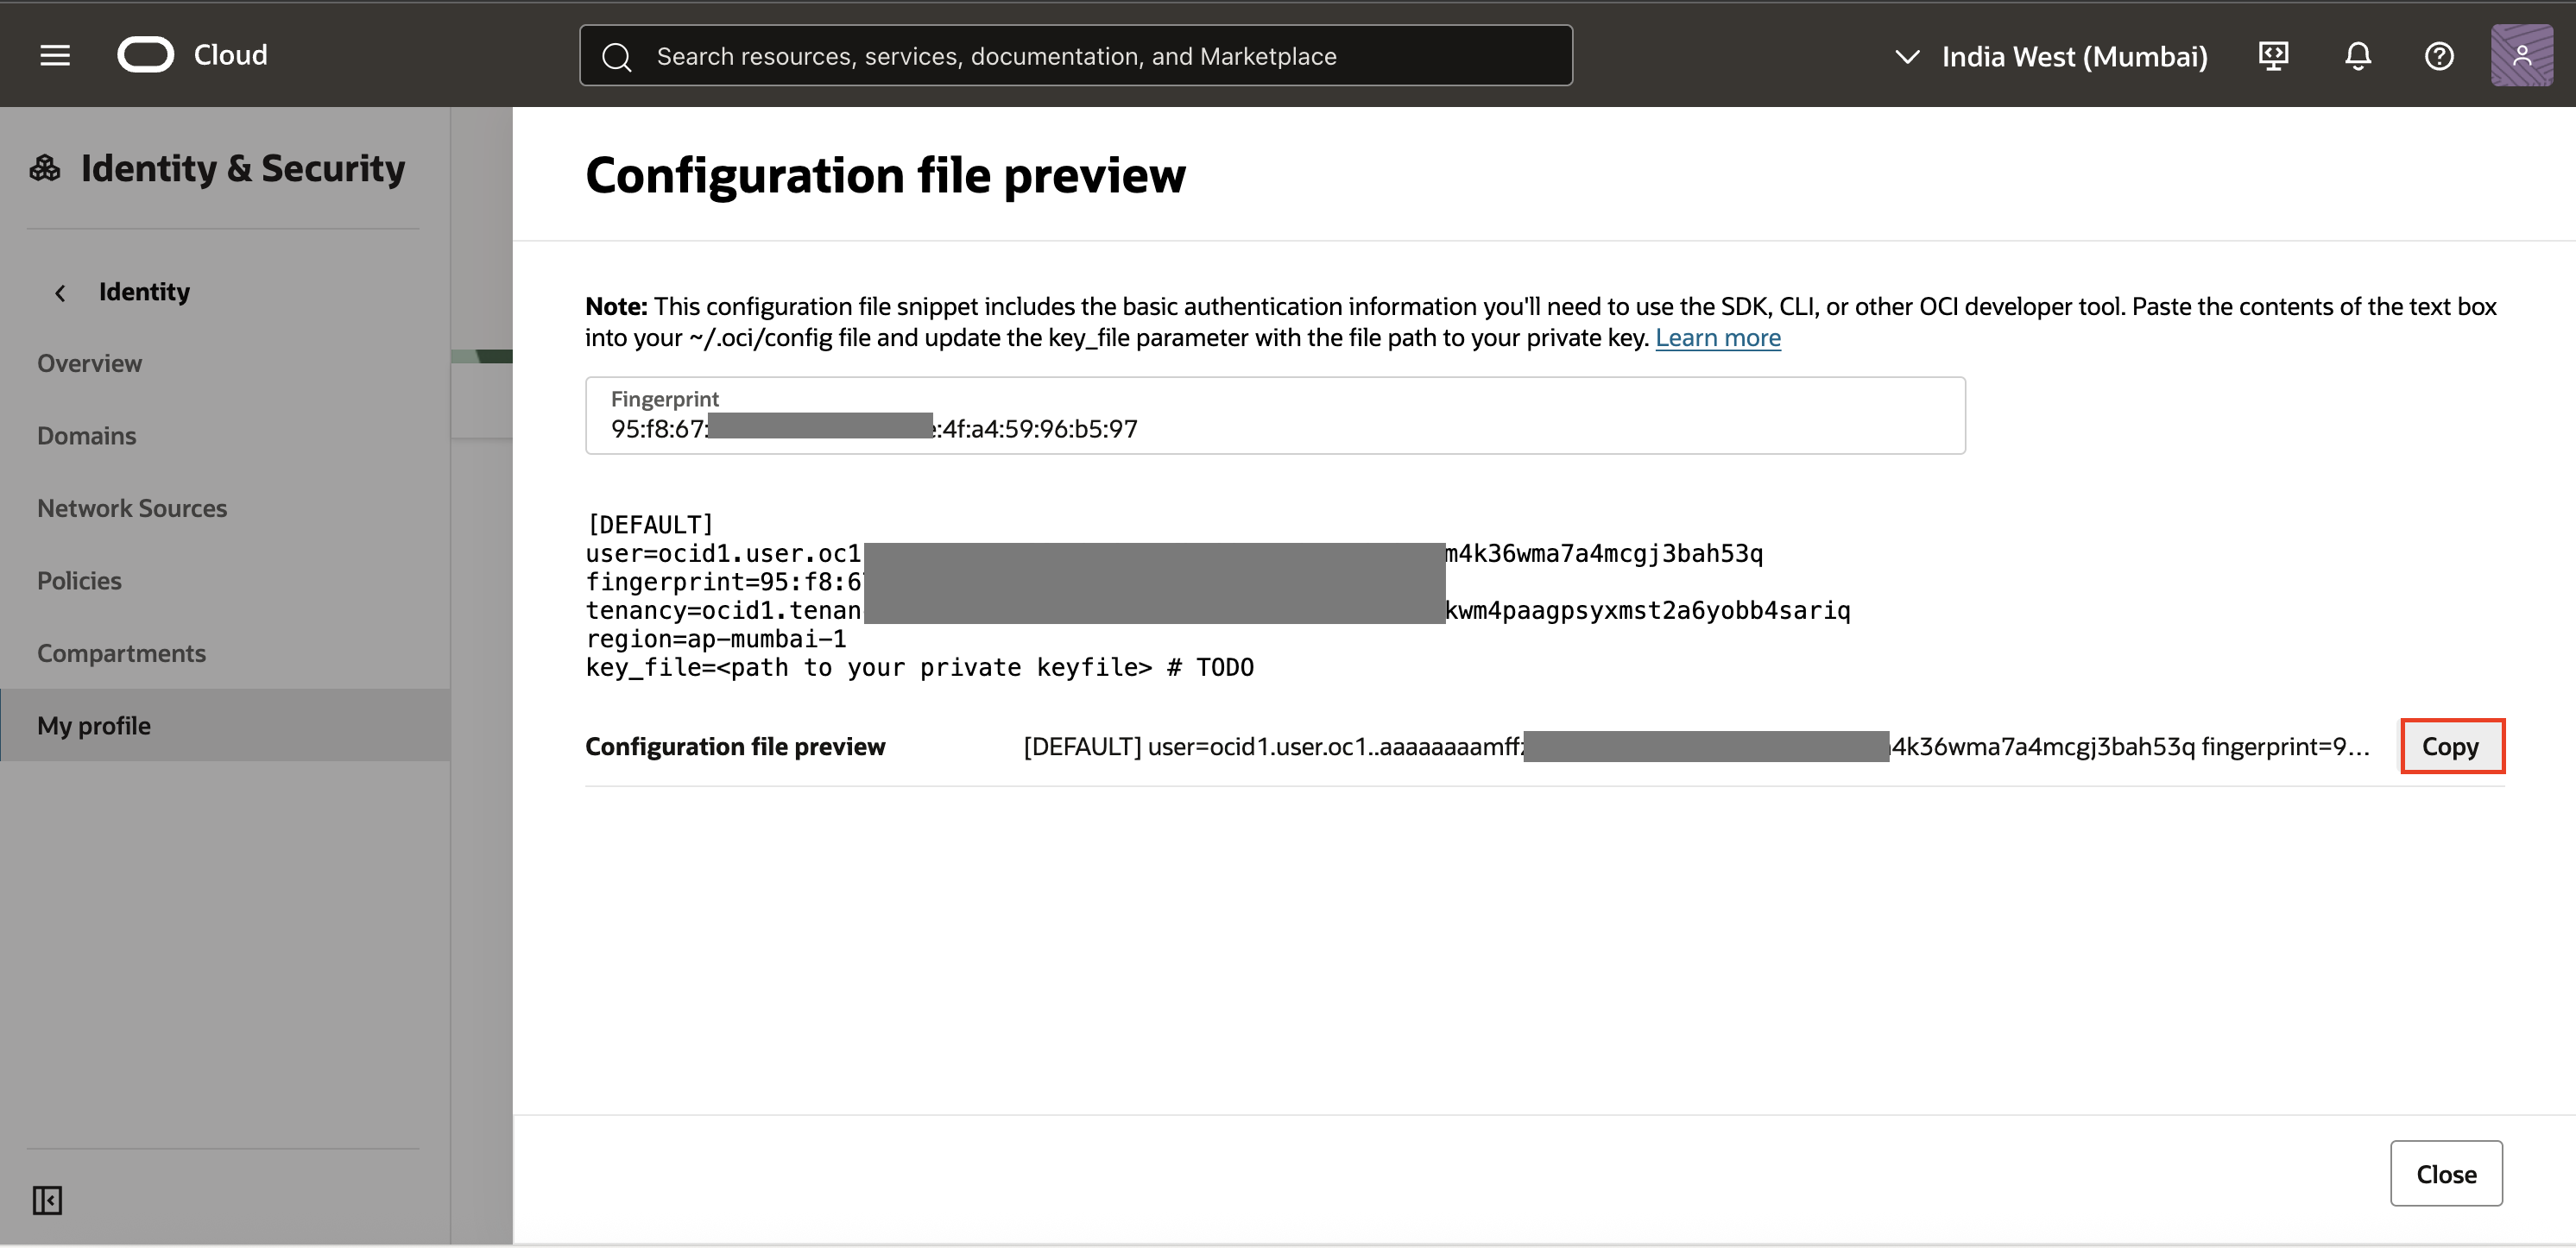 Cloud
Search resources, services, documentation, and Marketplace
India West (Mumbai)
Identity & Security
Identity
Overview
Domains
Network Sources
Policies
Compartments
My profile
Configuration file preview
Note: This configuration file snippet includes the basic authentication information you'll need to use the SDK, CLI, or other OCI developer tool. Paste the contents of the text box
into your ~/.oci/config file and update the key_file parameter with the file path to your private key. Learn more
Fingerprint
95:f8:67: :4f:a4:59:96:b5:97
[DEFAULT]
user=ocid1.user.oc1 m4k36wma7a4mcgj3bah53q
fingerprint=95:f8:6
tenancy=ocid1.tenan kwm4paagpsyxmst2a6yobb4sariq
region=ap-mumbai-1
key_file=<path to your private keyfile> # TODO
Configuration file preview [DEFAULT] user=ocid1.user.oc1..aaaaaaaamff 4k36wma7a4mcgj3bah53q fingerprint=9... Copy
Close